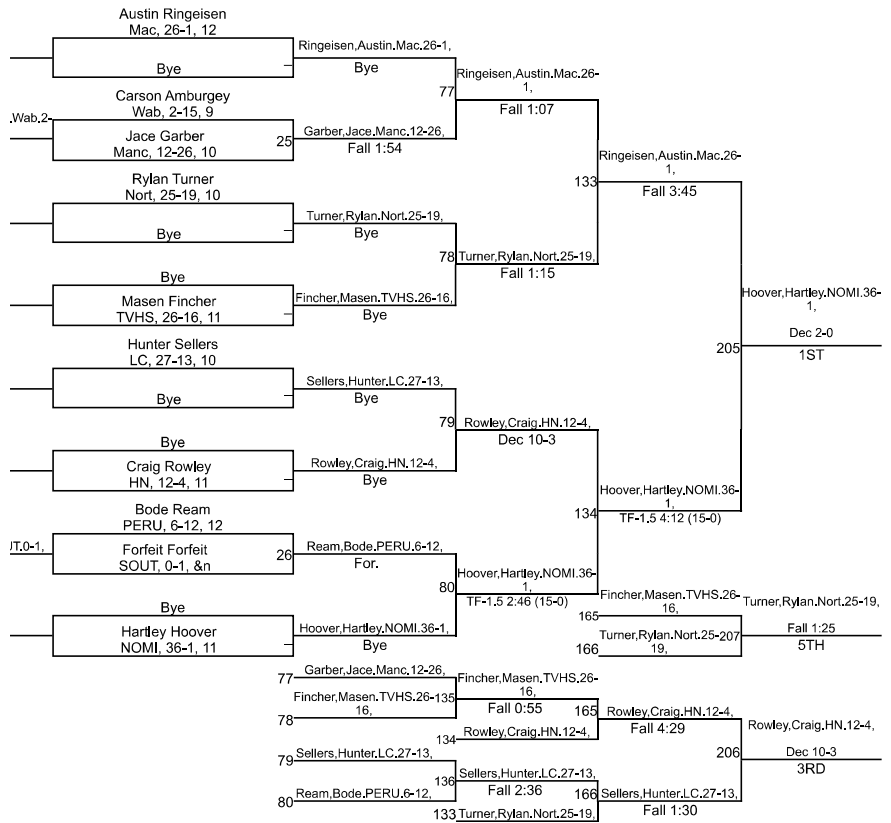 Austin Ringeisen
Mac, 26-1, 12
Bye
Ringeisen,Austin.Mac.26-1,
Bye
77
Ringeisen,Austin.Mac.26-
1,
Fall 1:07
Carson Amburgey
Wab, 2-15, 9
.Wab.2-
Jace Garber
Manc, 12-26, 10
25
Garber,Jace.Manc.12-26,
Fall 1:54
133
Ringeisen,Austin.Mac.26-
1,
Fall 3:45
Rylan Turner
Nort, 25-19, 10
Bye
Turner,Rylan.Nort.25-19,
Bye
78
Turner,Rylan.Nort.25-19,
Fall 1:15
Bye
Masen Fincher
TVHS, 26-16, 11
Fincher,Masen.TVHS.26-16,
Bye
205
Hoover,Hartley.NOMI.36-
1,
Dec 2-0
1ST
Hunter Sellers
LC, 27-13, 10
Bye
Sellers,Hunter.LC.27-13,
Bye
79
Rowley,Craig.HN.12-4,
Dec 10-3
Bye
Craig Rowley
HN, 12-4, 11
Rowley,Craig.HN.12-4,
Bye
134
Hoover,Hartley.NOMI.36-
1,
TF-1.5 4:12 (15-0)
Bode Ream
PERU, 6-12, 12
UT.0-1,
Forfeit Forfeit
SOUT, 0-1, &n
26
Ream,Bode.PERU.6-12,
For.
80
Hoover,Hartley.NOMI.36-
1,
TF-1.5 2:46 (15-0)
Bye
Hartley Hoover
NOMI, 36-1, 11
Hoover,Hartley.NOMI.36-1,
Bye
Fincher,Masen.TVHS.26-
16,
165
Turner,Rylan.Nort.25-
19,
166
207
Turner,Rylan.Nort.25-19,
Fall 1:25
5TH
77
Garber,Jace.Manc.12-26,
Fincher,Masen.TVHS.26-
16,
78
135
Fincher,Masen.TVHS.26-
16,
Fall 0:55
134
Rowley,Craig.HN.12-4,
165
Rowley,Craig.HN.12-4,
Fall 4:29
79
Sellers,Hunter.LC.27-13,
80
Ream,Bode.PERU.6-12,
136
Sellers,Hunter.LC.27-13,
Fall 2:36
133
Turner,Rylan.Nort.25-19,
166
Sellers,Hunter.LC.27-13,
Fall 1:30
206
Rowley,Craig.HN.12-4,
Dec 10-3
3RD